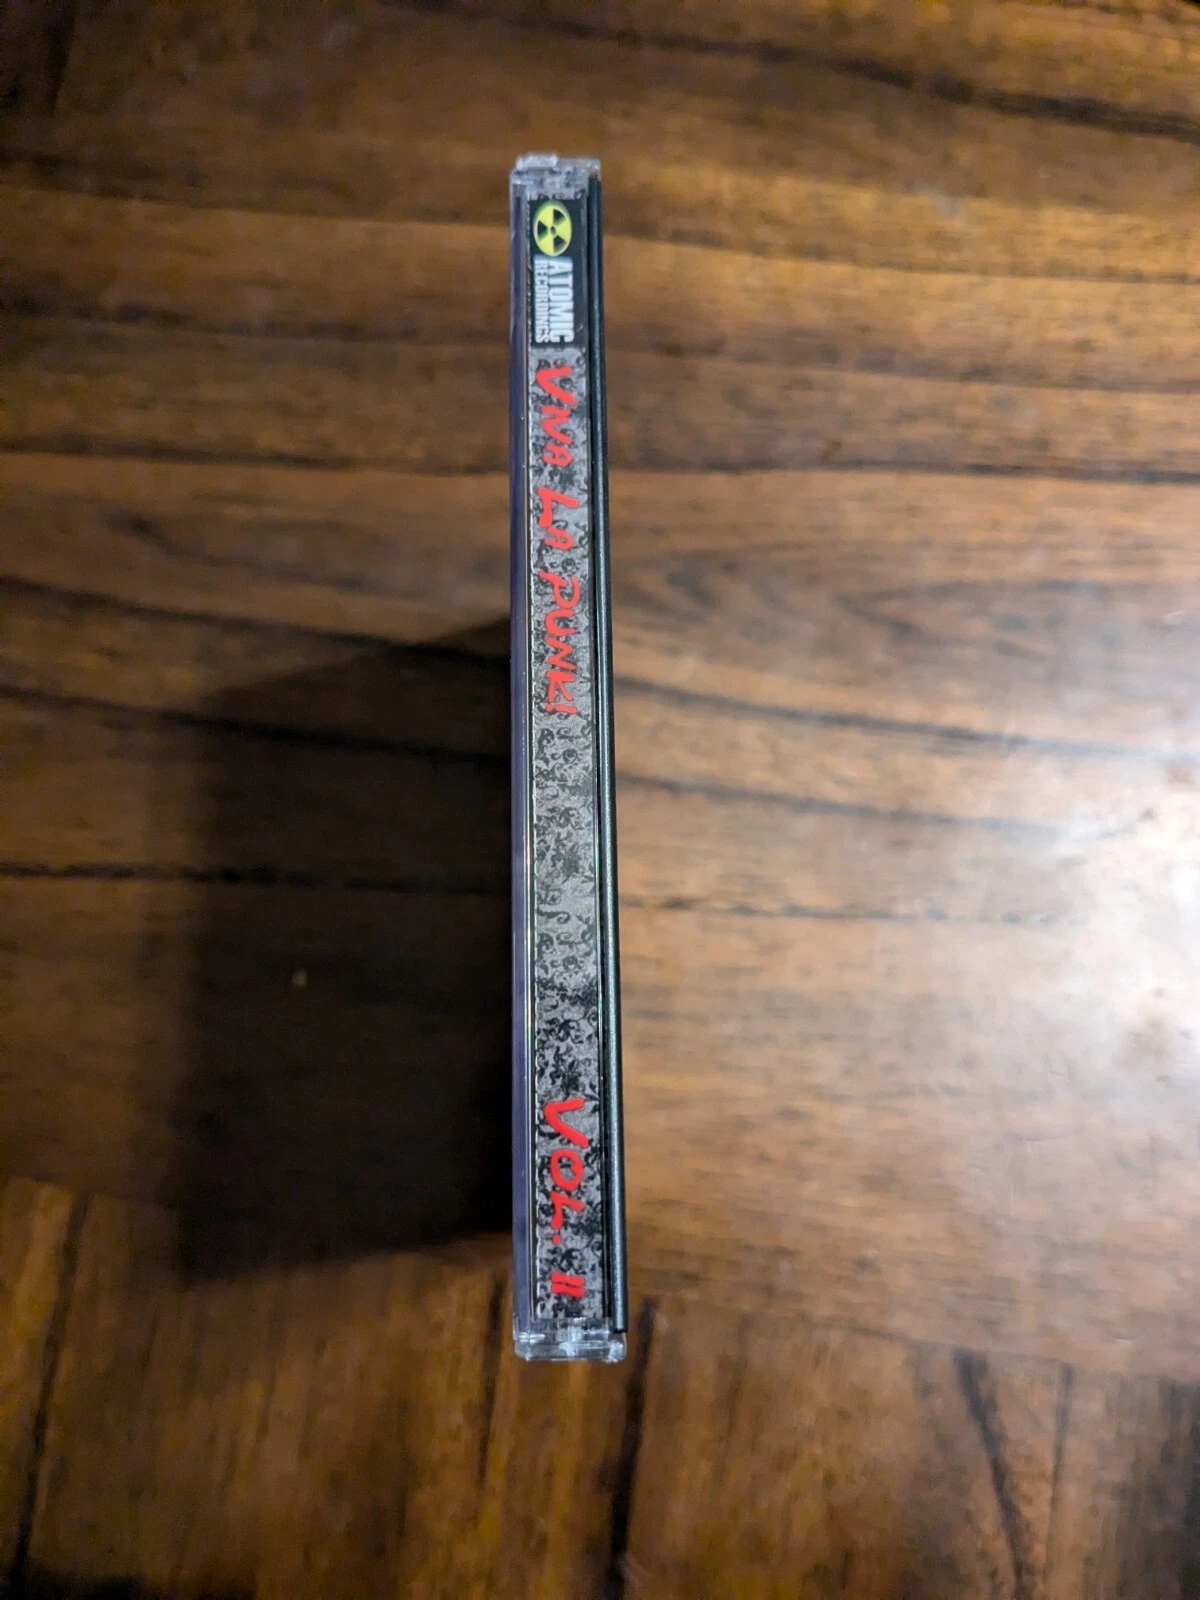 ATOMIC
RECORDINGS
VIVA LA PUNK! VOL. II